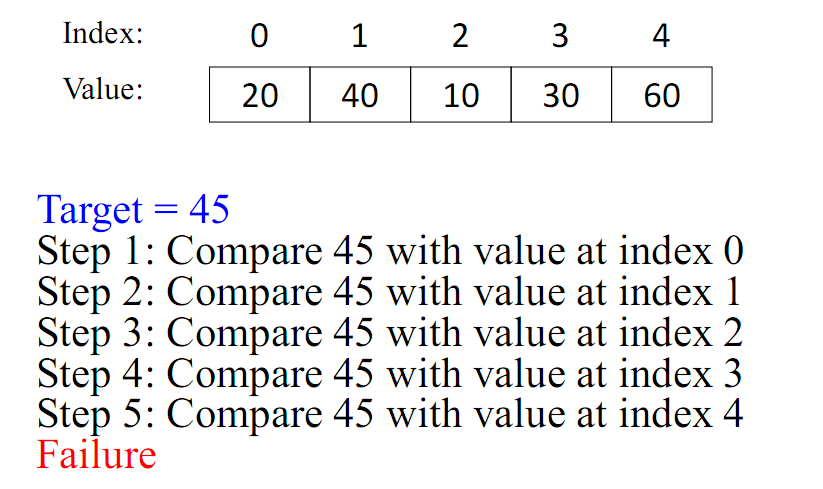 Index: 0 1 2 3 4
Value: 20 40 10 30 60
Target = 45
Step 1: Compare 45 with value at index 0
Step 2: Compare 45 with value at index 1
Step 3: Compare 45 with value at index 2
Step 4: Compare 45 with value at index 3
Step 5: Compare 45 with value at index 4
Failure